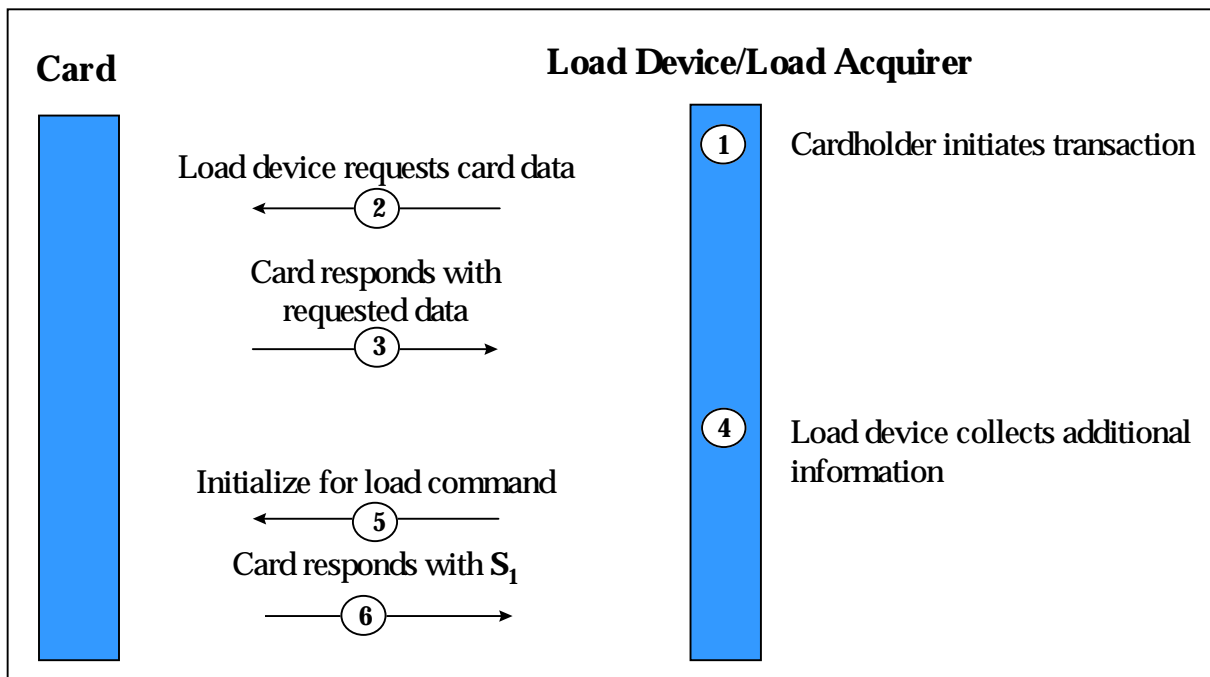 Card
Load Device/Load Acquirer
1
Cardholder initiates transaction
Load device requests card data
2
Card responds with
requested data
3
4
Load device collects additional
information
Initialize for load command
5
Card responds with S1
6